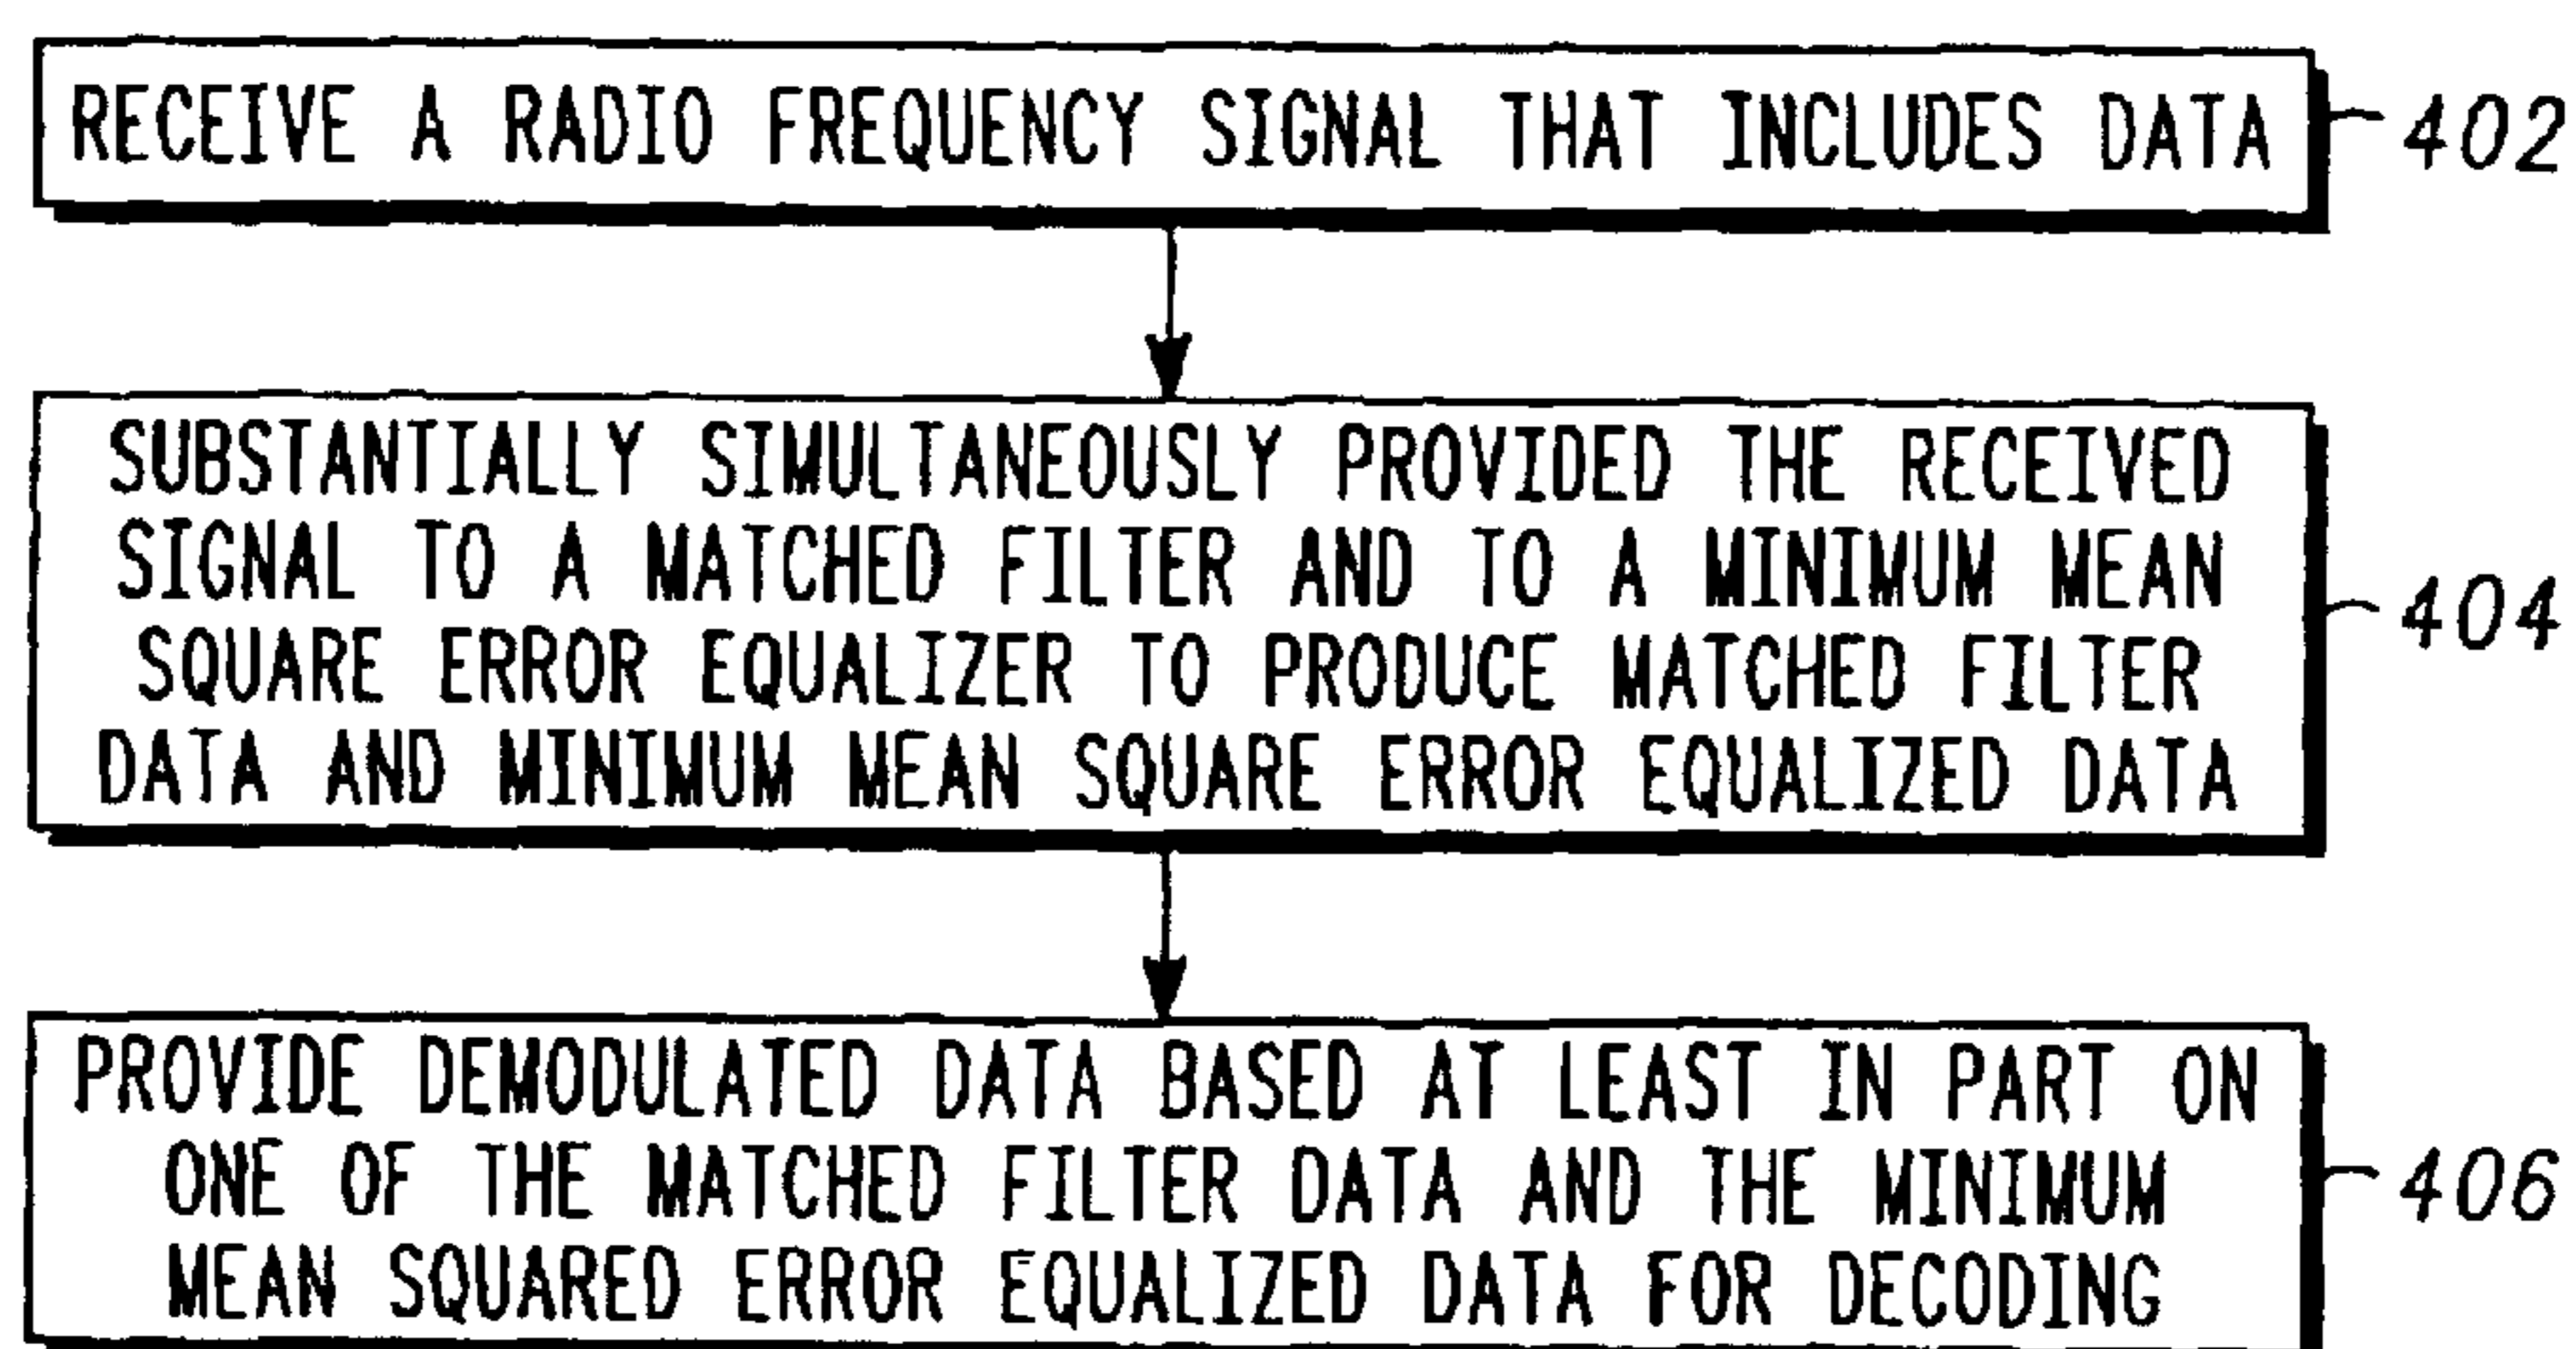 RECEIVE A RADIO FREQUENCY SIGNAL THAT INCLUDES DATA
402
SUBSTANTIALLY SIMULTANEOUSLY PROVIDED THE RECEIVED
SIGNAL TO A MATCHED FILTER AND TO A MINIMUM MEAN
SQUARE ERROR EQUALIZER TO PRODUCE MATCHED FILTER
DATA AND MINIMUM MEAN SQUARE ERROR EQUALIZED DATA
404
PROVIDE DEMODULATED DATA BASED AT LEAST IN PART ON
ONE OF THE MATCHED FILTER DATA AND THE MINIMUM
MEAN SQUARED ERROR EQUALIZED DATA FOR DECODING
406